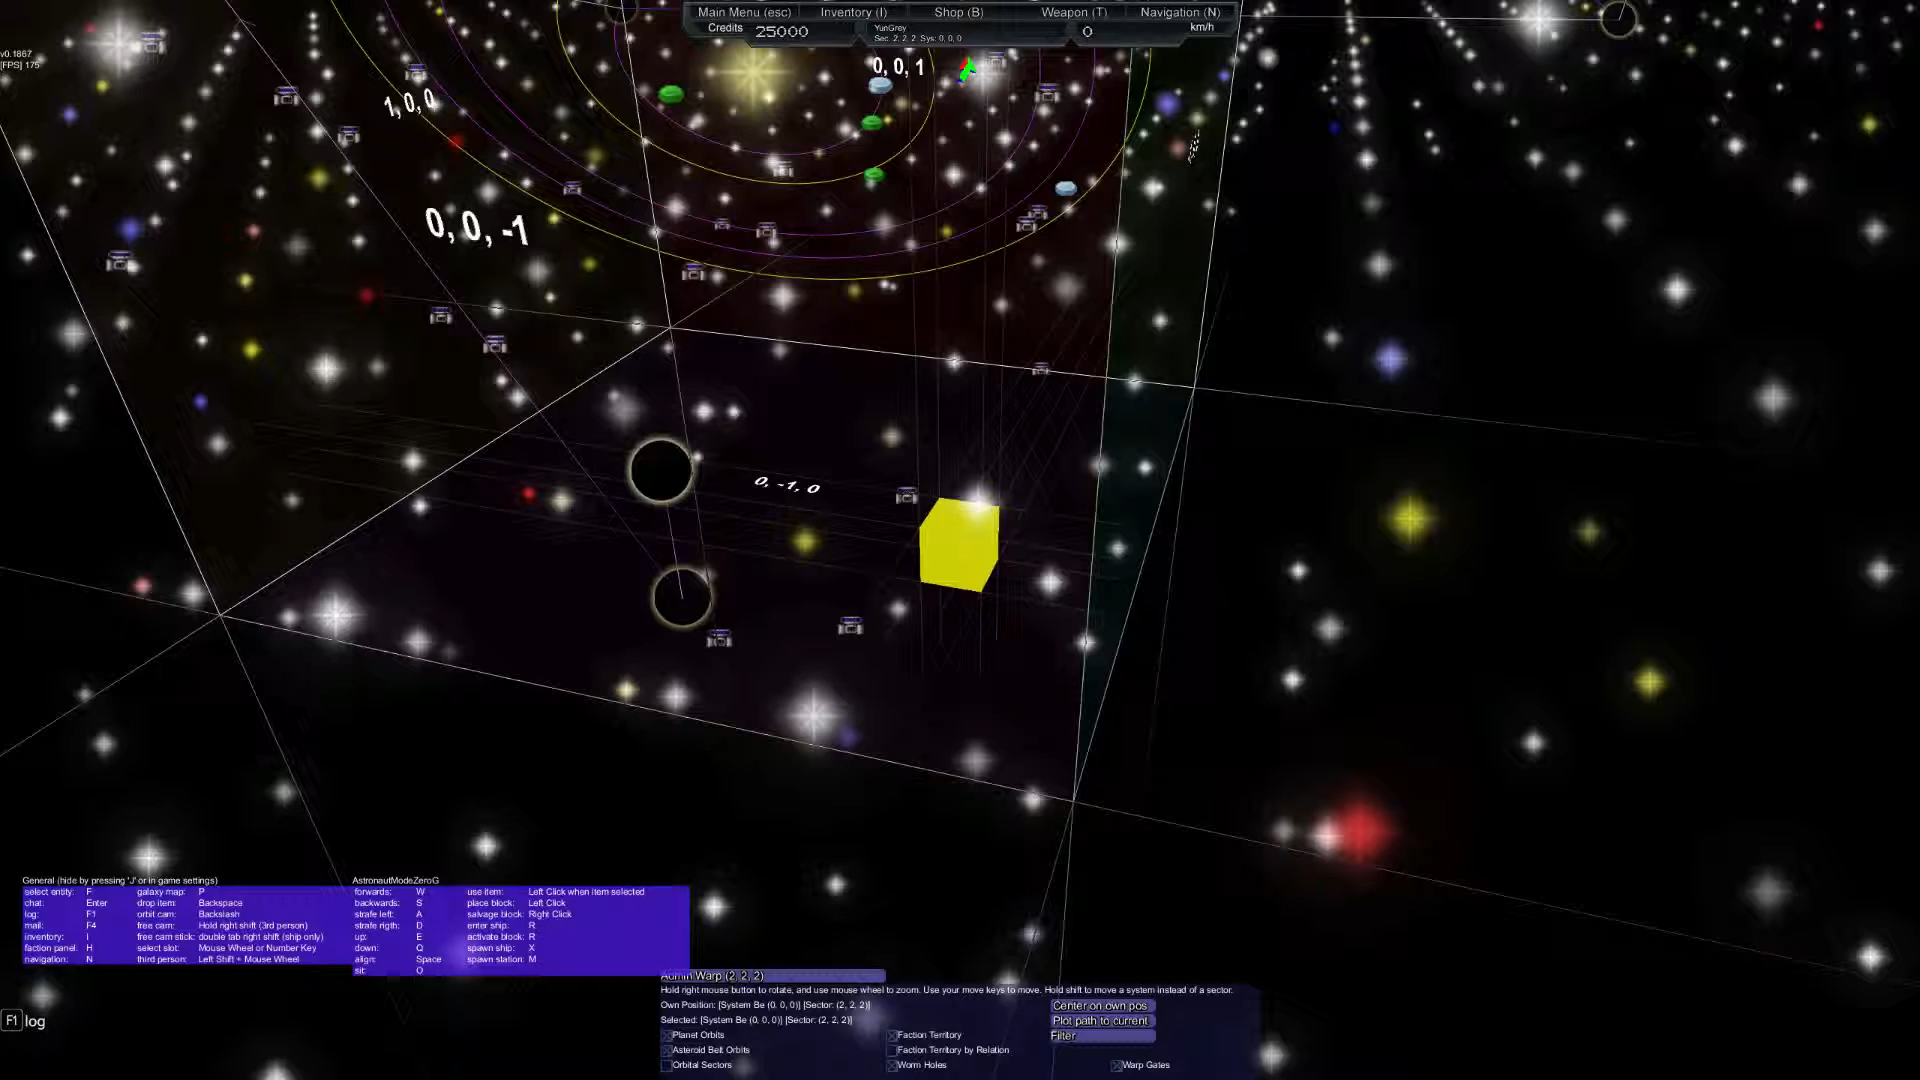 Main Menu (esc) Inventory (I) Shop (B) Weapon (T) Navigation (N)
Credits 25000 YunGrey 0 km/h
Sec: 2, 2, 2, Sys: 0, 0, 0
v0.1867
[FPS] 175
0, 0, 1
1, 0, 0
0, 0, -1
0, -1, 0
General (hide by pressing 'J' or in game settings)
select entity: F galaxy map: P
chat: Enter drop item: Backspace
log: F1 orbit cam: Backslash
mail: F4 free cam: Hold right shift (3rd person)
inventory: I free cam stick: double tab right shift (ship only)
faction panel: H select slot: Mouse Wheel or Number Key
navigation: N third person: Left Shift + Mouse Wheel
AstronautModeZeroG
forwards: W use item: Left Click when item selected
backwards: S place block: Left Click
strafe left: A salvage block: Right Click
strafe rigth: D enter ship: R
up: E activate block: R
down: Q spawn ship: X
align: Space spawn station: M
sit: O
F1 log
Admin Warp (2, 2, 2)
Hold right mouse button to rotate, and use mouse wheel to zoom. Use your move keys to move. Hold shift to move a system instead of a sector.
Own Position: [System Be (0, 0, 0)] [Sector: (2, 2, 2)]
Selected: [System Be (0, 0, 0)] [Sector: (2, 2, 2)]
Center on own pos
Plot path to current
Filter
Planet Orbits Faction Territory
Asteroid Belt Orbits Faction Territory by Relation
Orbital Sectors Worm Holes Warp Gates